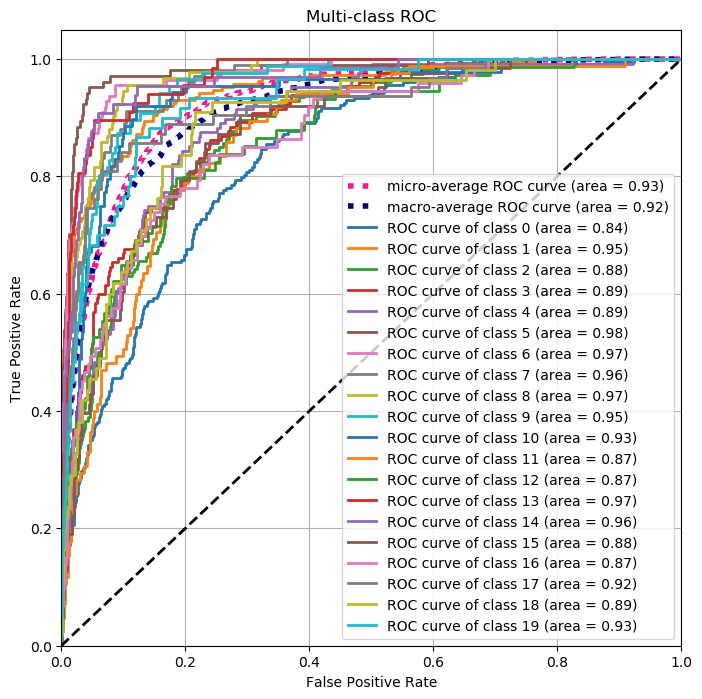 Multi-class ROC
1.0
0.8
0.6
0.4
0.2
0.0
True Positive Rate
micro-average ROC curve (area = 0.93)
macro-average ROC curve (area = 0.92)
ROC curve of class 0 (area = 0.84)
ROC curve of class 1 (area = 0.95)
ROC curve of class 2 (area = 0.88)
ROC curve of class 3 (area = 0.89)
ROC curve of class 4 (area = 0.89)
ROC curve of class 5 (area = 0.98)
ROC curve of class 6 (area = 0.97)
ROC curve of class 7 (area = 0.96)
ROC curve of class 8 (area = 0.97)
ROC curve of class 9 (area = 0.95)
ROC curve of class 10 (area = 0.93)
ROC curve of class 11 (area = 0.87)
ROC curve of class 12 (area = 0.87)
ROC curve of class 13 (area = 0.97)
ROC curve of class 14 (area = 0.96)
ROC curve of class 15 (area = 0.88)
ROC curve of class 16 (area = 0.87)
ROC curve of class 17 (area = 0.92)
ROC curve of class 18 (area = 0.89)
ROC curve of class 19 (area = 0.93)
0.0 0.2 0.4 0.6 0.8 1.0
False Positive Rate